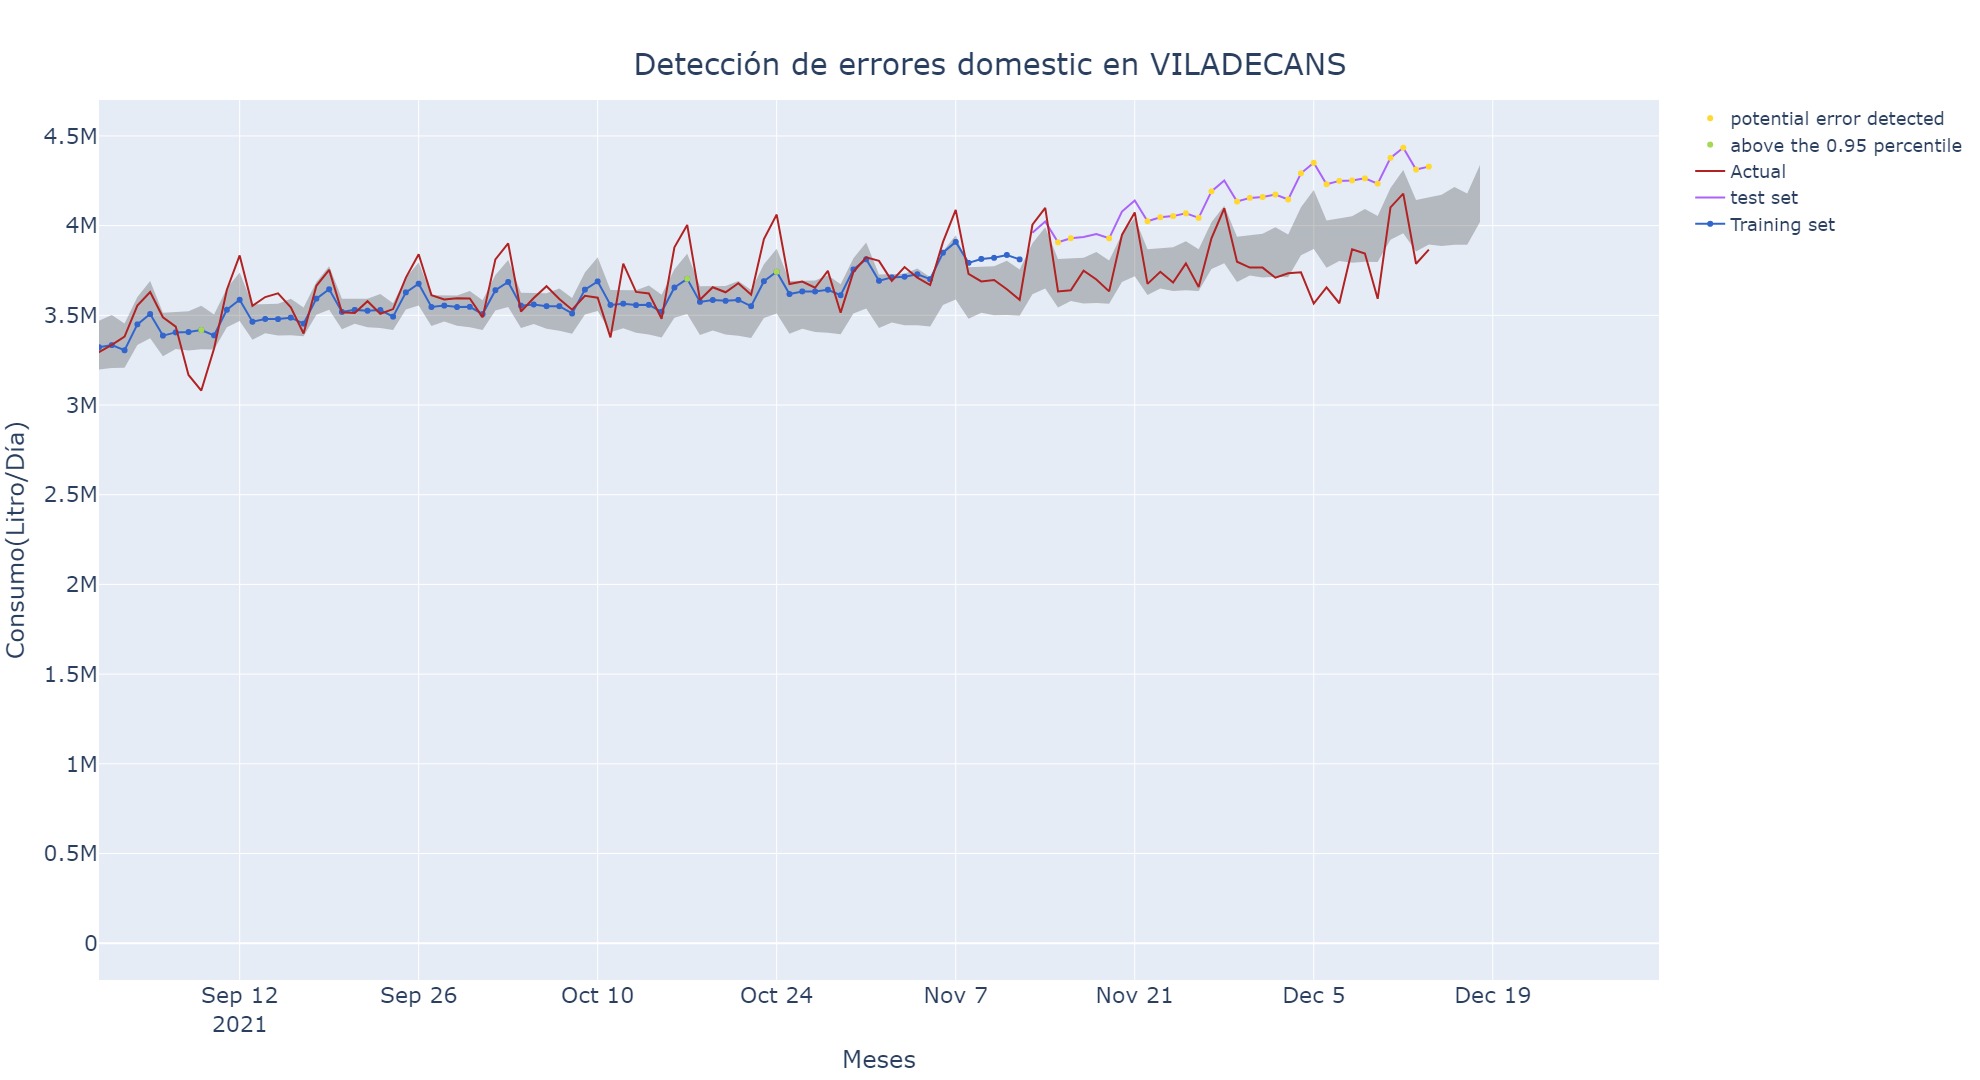 Detección de errores domestic en VILADECANS
potential error detected
above the 0.95 percentile
Actual
test set
Training set
4.5M
4M
3.5M
3M
2.5M
2M
1.5M
1M
0.5M
0
Consumo(Litro/Día)
Sep 12
2021
Sep 26
Oct 10
Oct 24
Nov 7
Nov 21
Dec 5
Dec 19
Meses